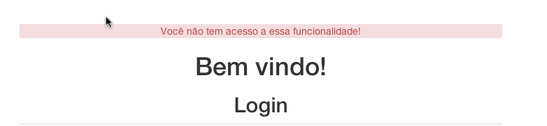 Você não tem acesso a essa funcionalidade!
Bem vindo!
Login